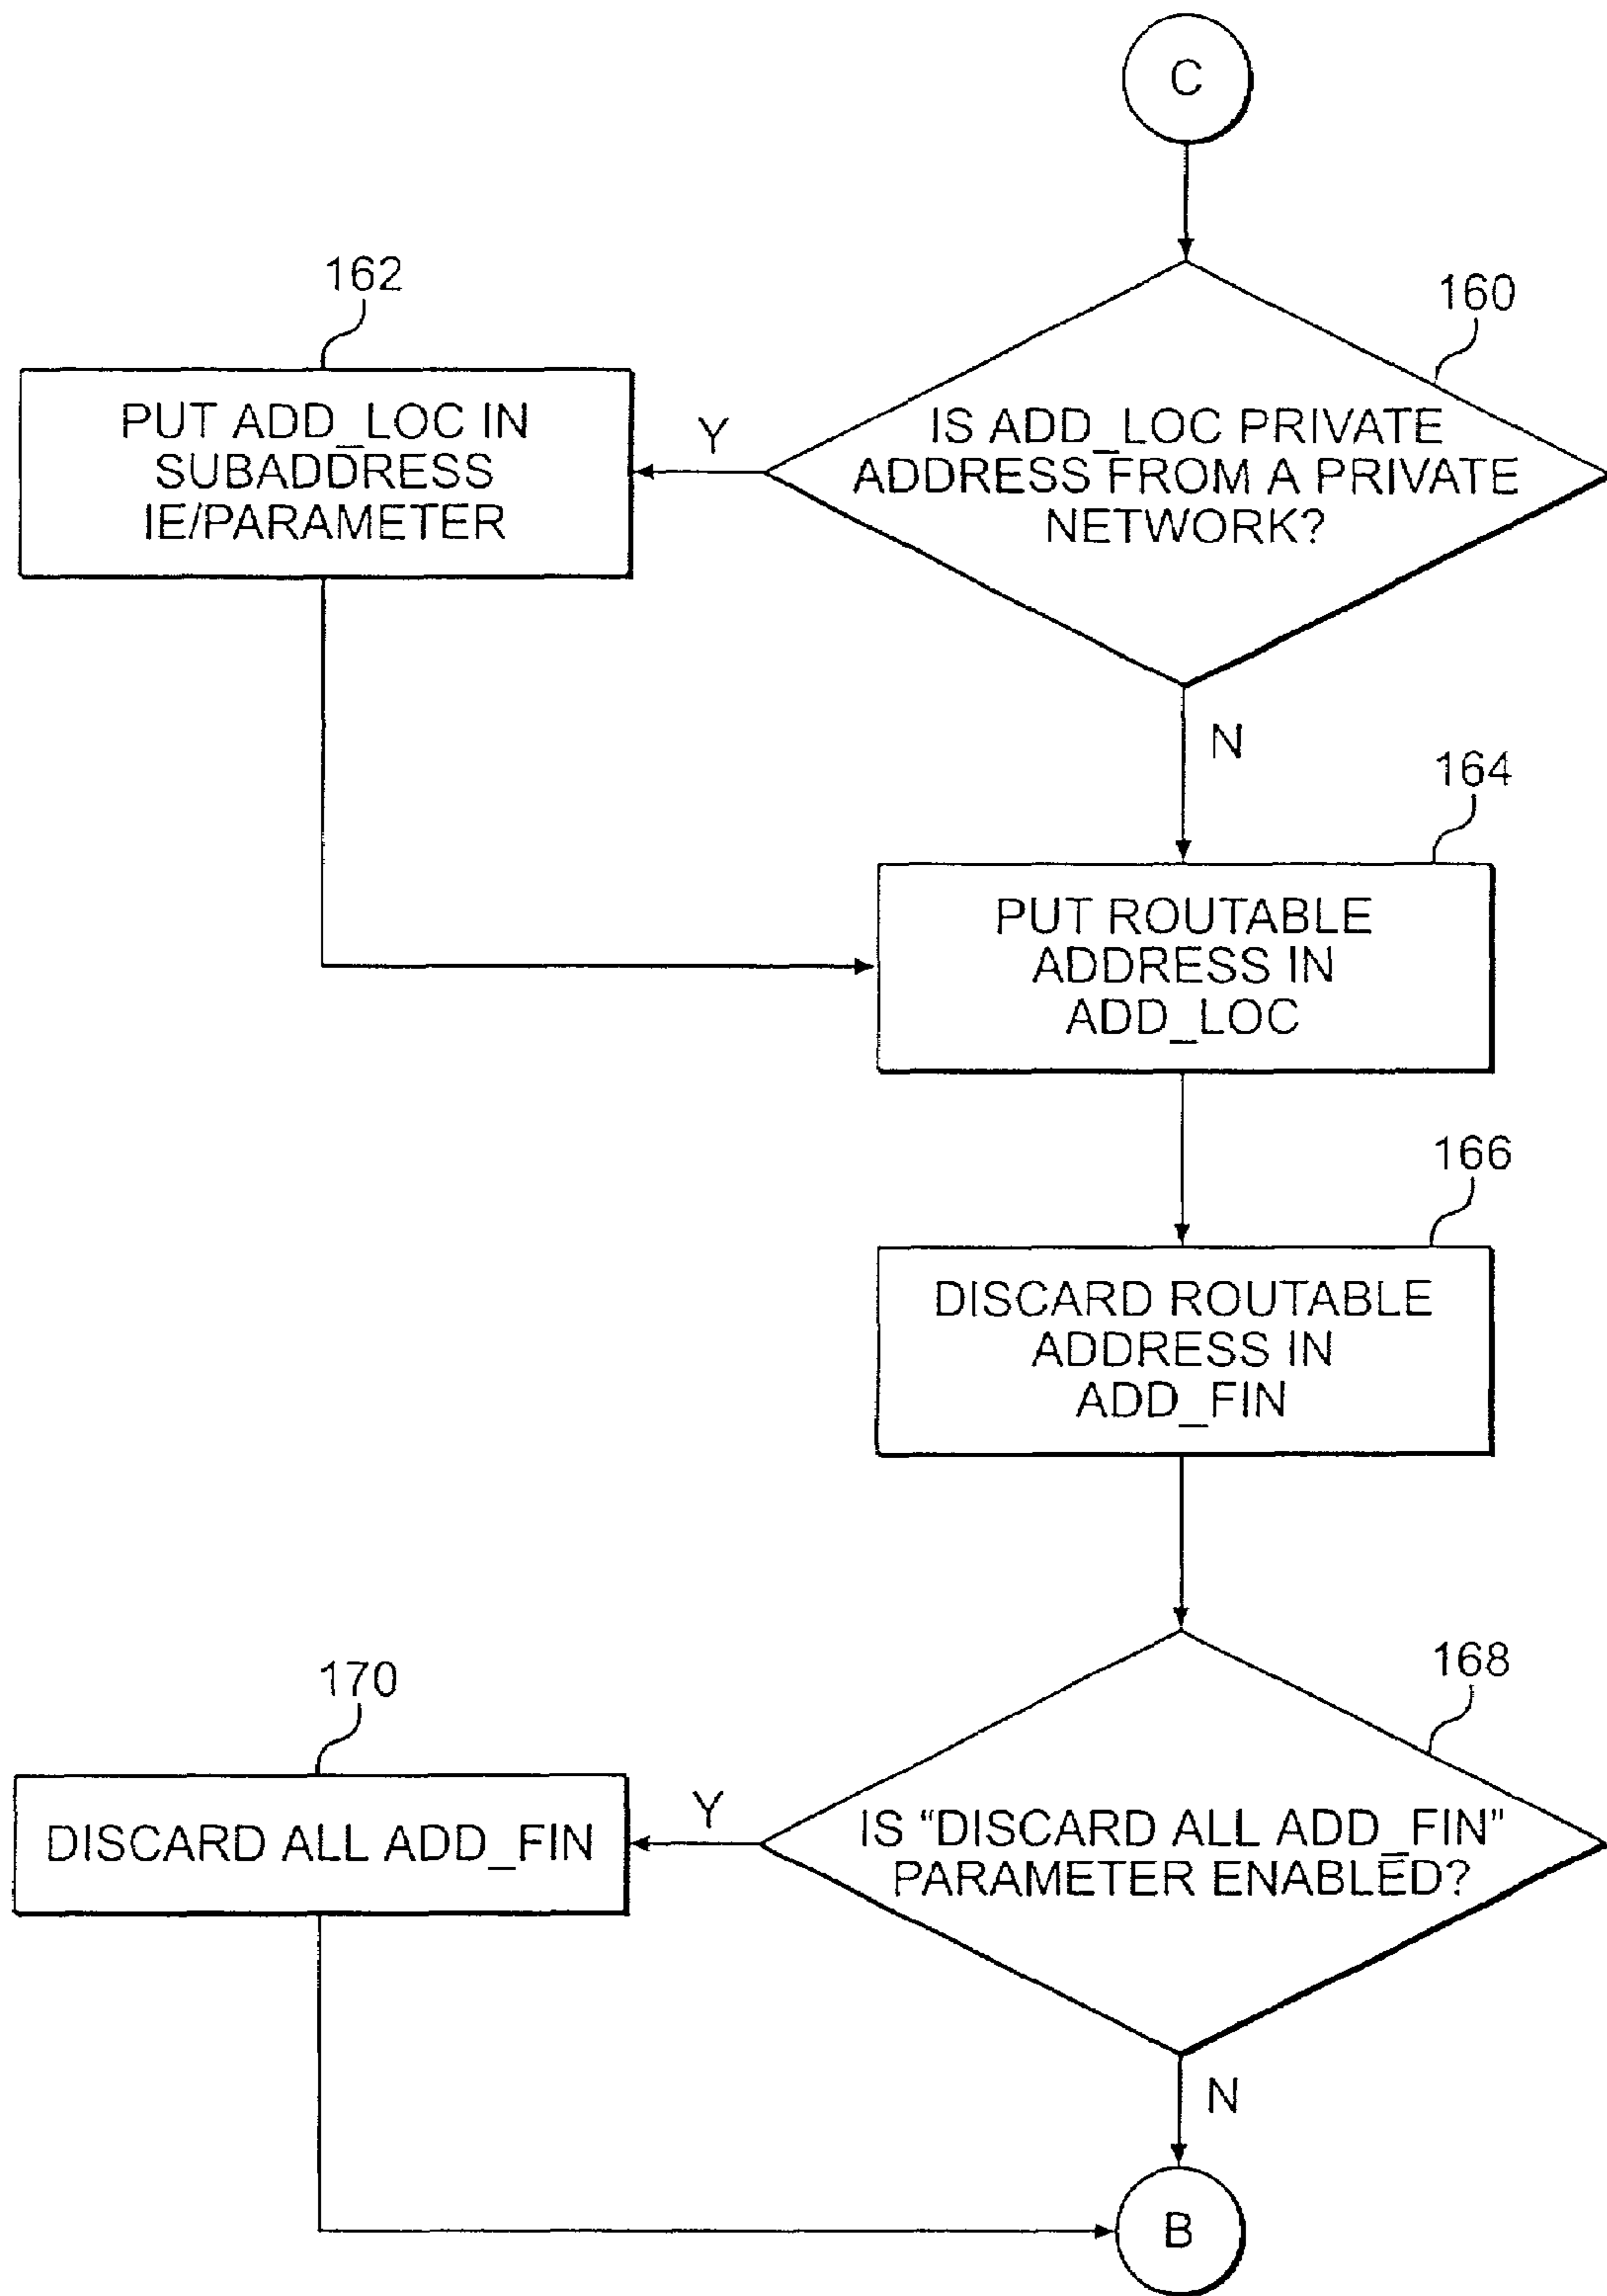 C
160
IS ADD_LOC PRIVATE
ADDRESS FROM A PRIVATE
NETWORK?
Y
162
PUT ADD_LOC IN
SUBADDRESS
IE/PARAMETER
N
164
PUT ROUTABLE
ADDRESS IN
ADD_LOC
166
DISCARD ROUTABLE
ADDRESS IN
ADD_FIN
168
IS “DISCARD ALL ADD_FIN”
PARAMETER ENABLED?
Y
170
DISCARD ALL ADD_FIN
N
B